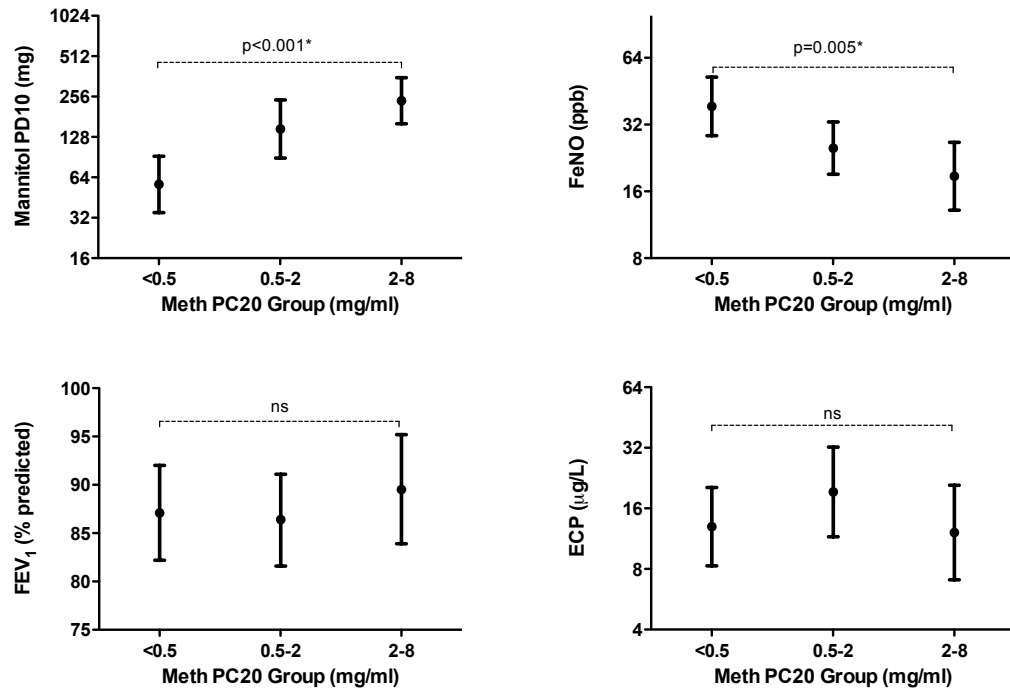 Mannitol PD10 (mg)
1024
512
256
128
64
32
16
p<0.001*
<0.5
0.5-2
2-8
Meth PC20 Group (mg/ml)
FeNO (ppb)
64
32
16
8
p=0.005*
<0.5
0.5-2
2-8
Meth PC20 Group (mg/ml)
FEV₁ (% predicted)
100
95
90
85
80
75
ns
<0.5
0.5-2
2-8
Meth PC20 Group (mg/ml)
ECP (μg/L)
64
32
16
8
4
ns
<0.5
0.5-2
2-8
Meth PC20 Group (mg/ml)